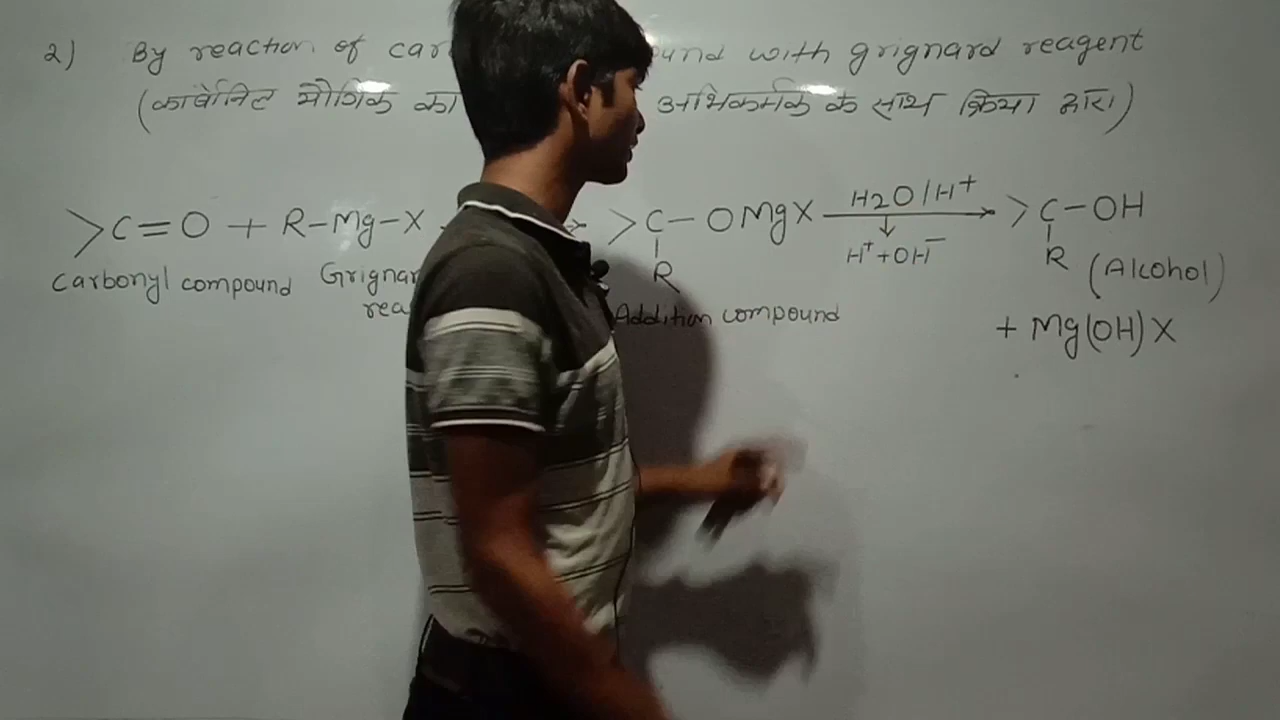 2) By reaction of car und with grignard reagent
(कार्बोनिल यौगिक का अभिकर्मक के साथ क्रिया द्वारा)
>C=O + R-Mg-X > >C-OMgX H2O/H+ >C-OH
H+ + OH-
R R (Alcohol)
Carbonyl compound Grignar
rea Addition compound
+ Mg(OH)X